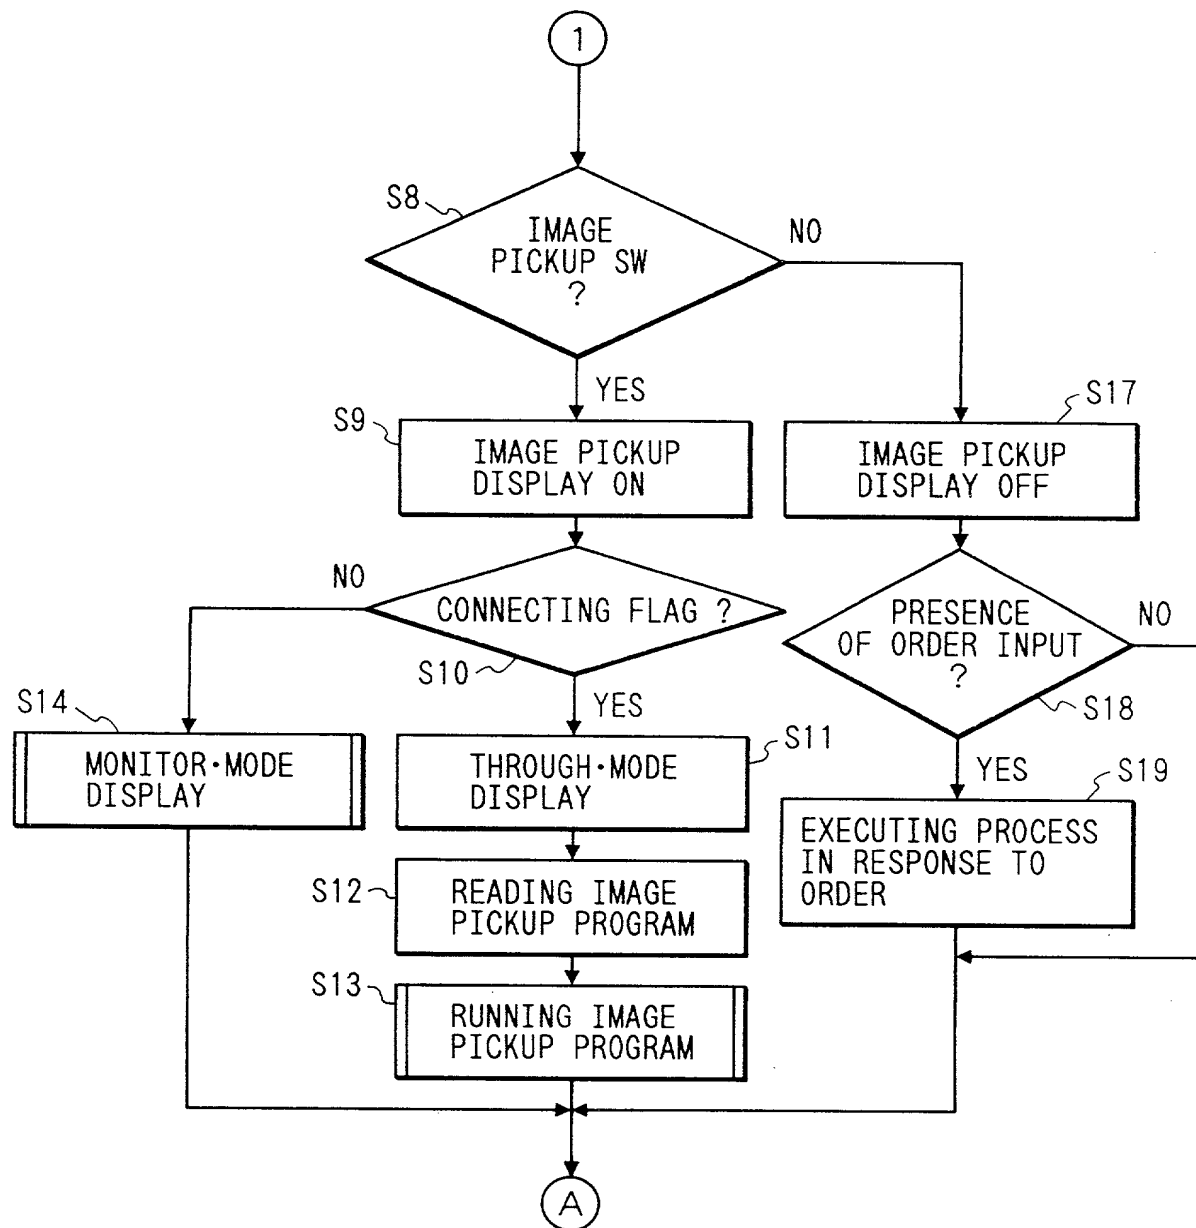 1
S8
IMAGE
PICKUP SW
?
NO
YES
S9
IMAGE PICKUP
DISPLAY ON
S17
IMAGE PICKUP
DISPLAY OFF
NO
CONNECTING FLAG ?
S10
YES
PRESENCE
OF ORDER INPUT
?
NO
S18
YES
S14
MONITOR·MODE
DISPLAY
S11
THROUGH·MODE
DISPLAY
S19
EXECUTING PROCESS
IN RESPONSE TO
ORDER
S12
READING IMAGE
PICKUP PROGRAM
S13
RUNNING IMAGE
PICKUP PROGRAM
A